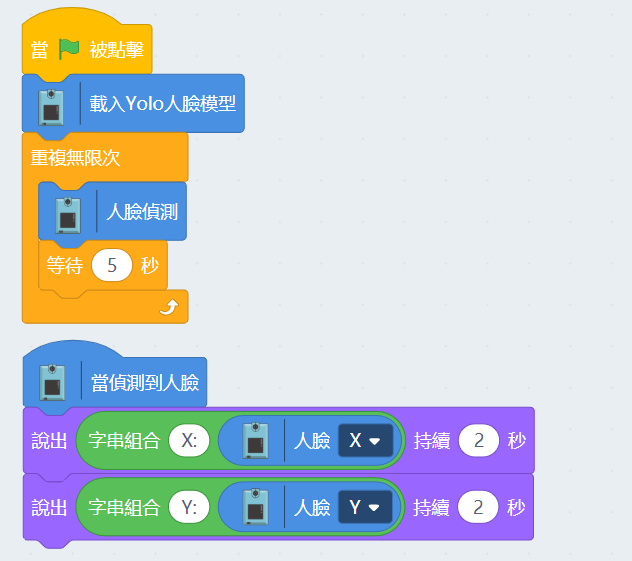 當 被點擊
載入Yolo人臉模型
重複無限次
人臉偵測
等待 5 秒
當偵測到人臉
說出 字串組合 X: 人臉 X 持續 2 秒
說出 字串組合 Y: 人臉 Y 持續 2 秒